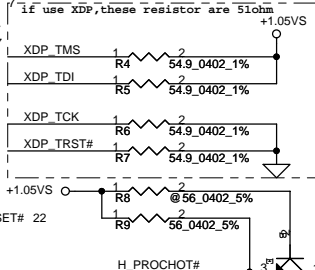 if use XDP,these resistor are 51ohm
+1.05VS
XDP_TMS 1 2
R4 54.9_0402_1%
XDP_TDI 1 2
R5 54.9_0402_1%
XDP_TCK 1 2
R6 54.9_0402_1%
XDP_TRST# 1 2
R7 54.9_0402_1%
+1.05VS 1 2
R8 @56_0402_5%
1 2
SET# 22 R9 56_0402_5%
H_PROCHOT# 3